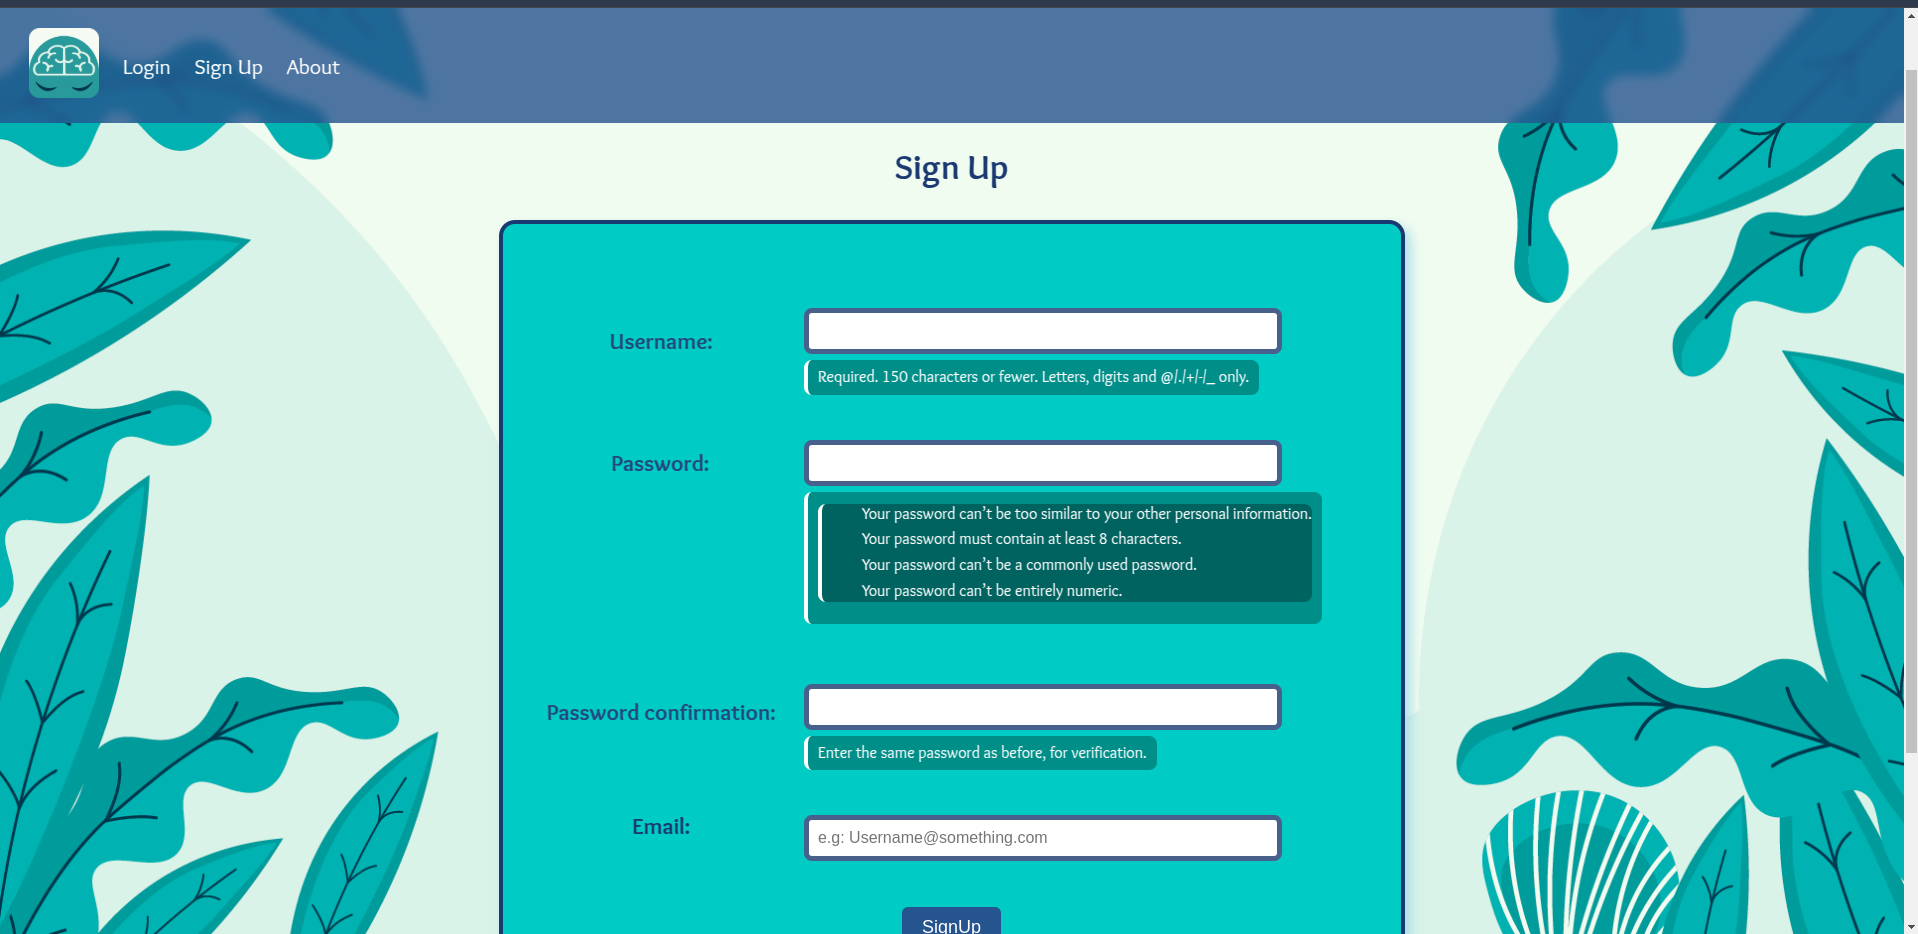 Login Sign Up About
Sign Up
Username:
Required. 150 characters or fewer. Letters, digits and @/./+/-/_ only.
Password:
Your password can’t be too similar to your other personal information.
Your password must contain at least 8 characters.
Your password can’t be a commonly used password.
Your password can’t be entirely numeric.
Password confirmation:
Enter the same password as before, for verification.
Email:
e.g: Username@something.com
SignUp